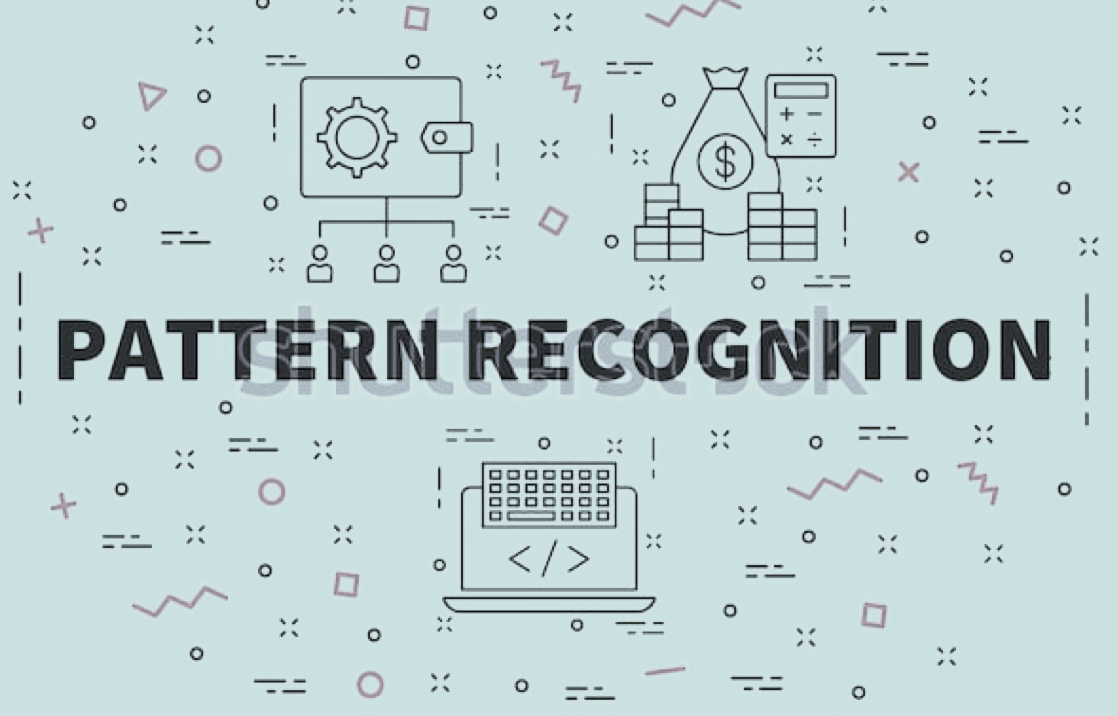 $
+ −
× ÷
PATTERN RECOGNITION
shutterstock
</>